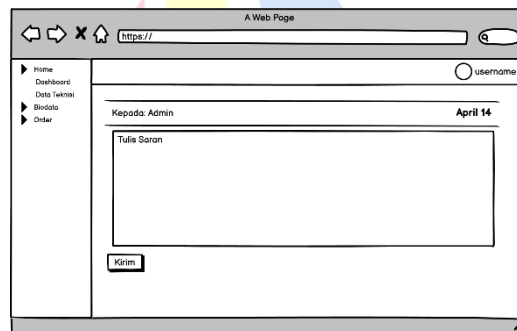 A Web Page
https://
username
Home
Dashboard
Data Teknisi
Biodata
Order
Kepada: Admin
April 14
Tulis Saran
Kirim